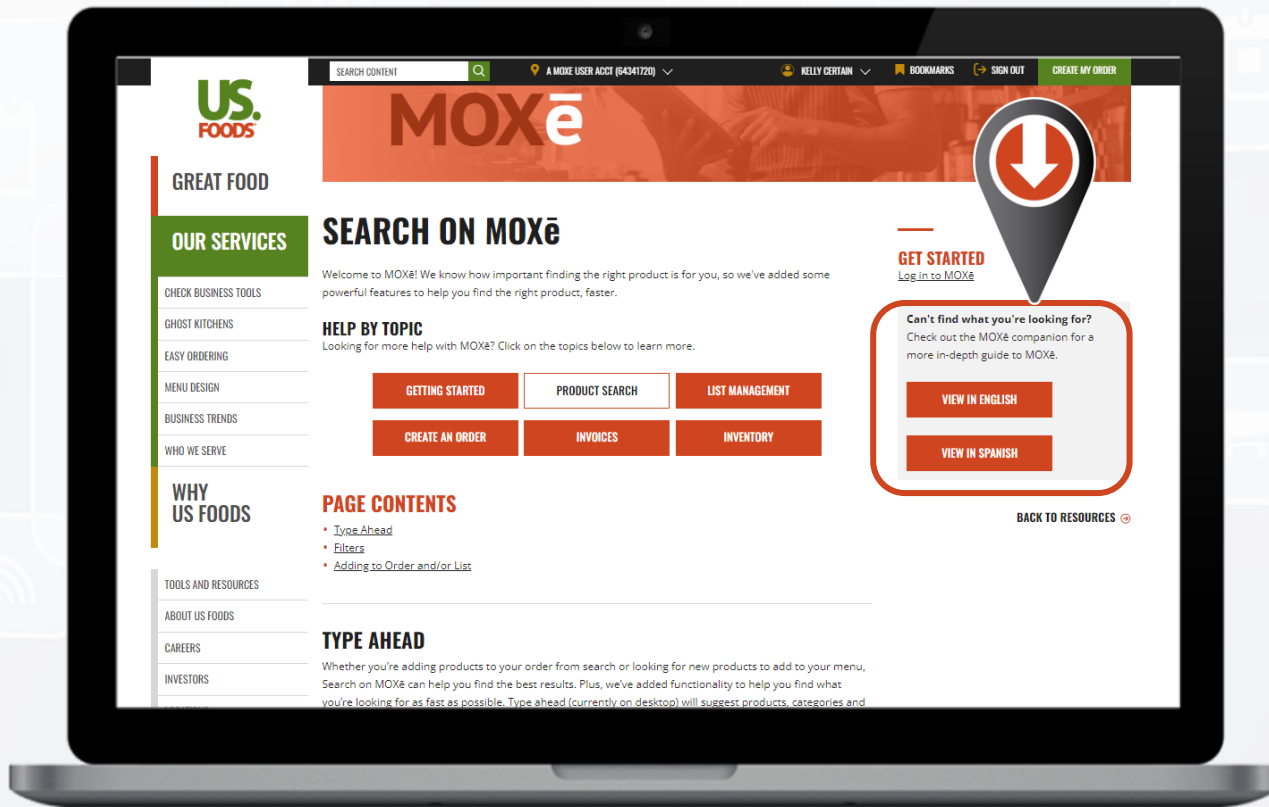 SEARCH CONTENT
A MOXE USER ACCT (64341720)
KELLY CERTAIN
BOOKMARKS
SIGN OUT
CREATE MY ORDER
US.
FOODS
MOXē
GREAT FOOD
OUR SERVICES
CHECK BUSINESS TOOLS
GHOST KITCHENS
EASY ORDERING
MENU DESIGN
BUSINESS TRENDS
WHO WE SERVE
WHY
US FOODS
TOOLS AND RESOURCES
ABOUT US FOODS
CAREERS
INVESTORS
SEARCH ON MOXē
Welcome to MOXē! We know how important finding the right product is for you, so we've added some
powerful features to help you find the right product, faster.
HELP BY TOPIC
Looking for more help with MOXē? Click on the topics below to learn more.
GETTING STARTED
PRODUCT SEARCH
LIST MANAGEMENT
CREATE AN ORDER
INVOICES
INVENTORY
PAGE CONTENTS
• Type Ahead
• Filters
• Adding to Order and/or List
TYPE AHEAD
Whether you're adding products to your order from search or looking for new products to add to your menu,
Search on MOXē can help you find the best results. Plus, we've added functionality to help you find what
you're looking for as fast as possible. Type ahead (currently on desktop) will suggest products, categories and
GET STARTED
Log in to MOXē
Can't find what you're looking for?
Check out the MOXē companion for a
more in-depth guide to MOXē.
VIEW IN ENGLISH
VIEW IN SPANISH
BACK TO RESOURCES